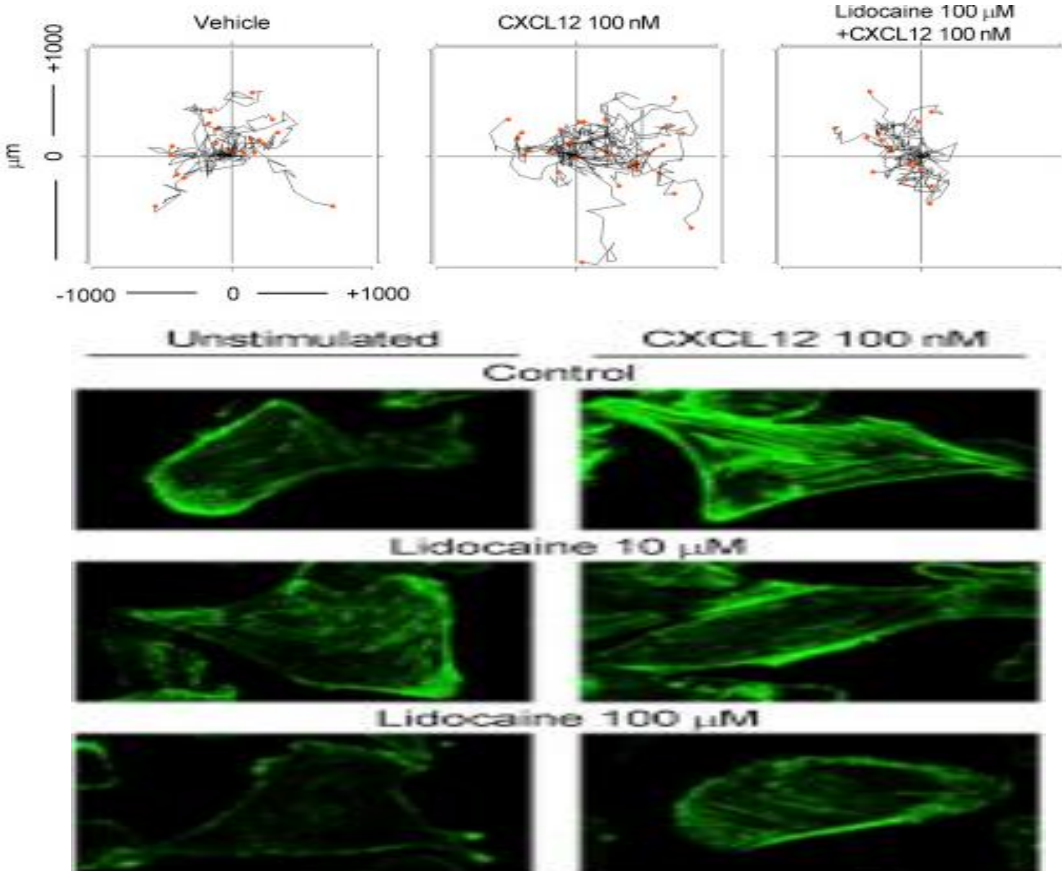 Vehicle
CXCL12 100 nM
Lidocaine 100 µM
+CXCL12 100 nM
+1000
0
µm
-1000
0
+1000
Unstimulated
CXCL12 100 nM
Control
Lidocaine 10 µM
Lidocaine 100 µM